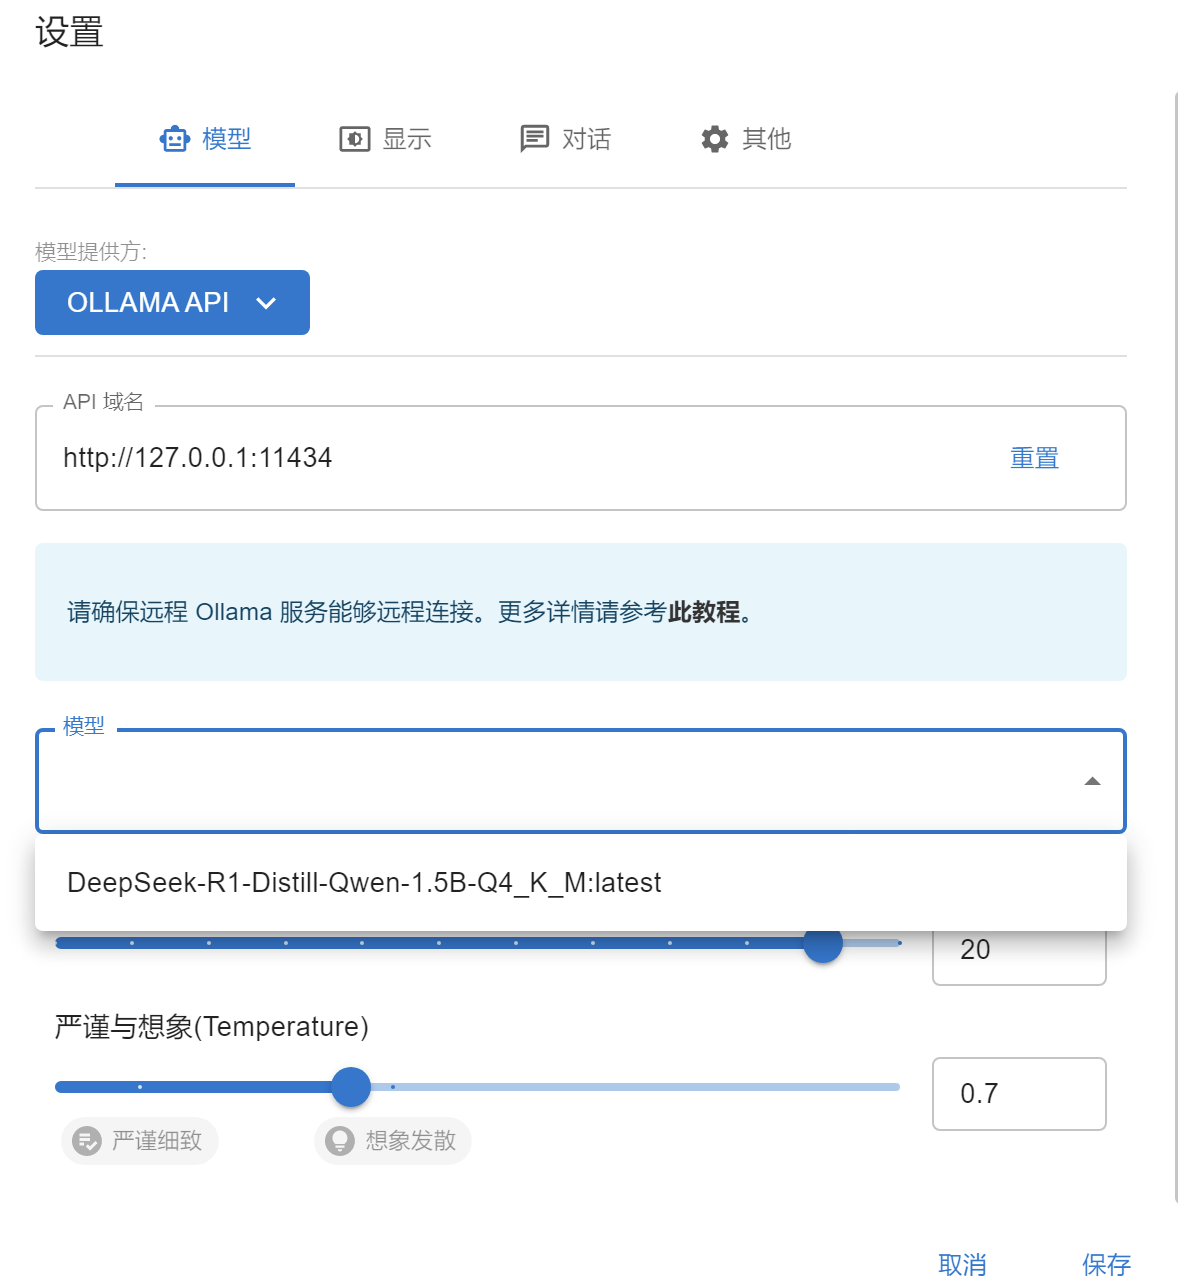 设置
模型 显示 对话 其他
模型提供方:
OLLAMA API
API 域名
http://127.0.0.1:11434 重置
请确保远程 Ollama 服务能够远程连接。更多详情请参考此教程。
模型
DeepSeek-R1-Distill-Qwen-1.5B-Q4_K_M:latest
20
严谨与想象(Temperature)
0.7
严谨细致 想象发散
取消 保存